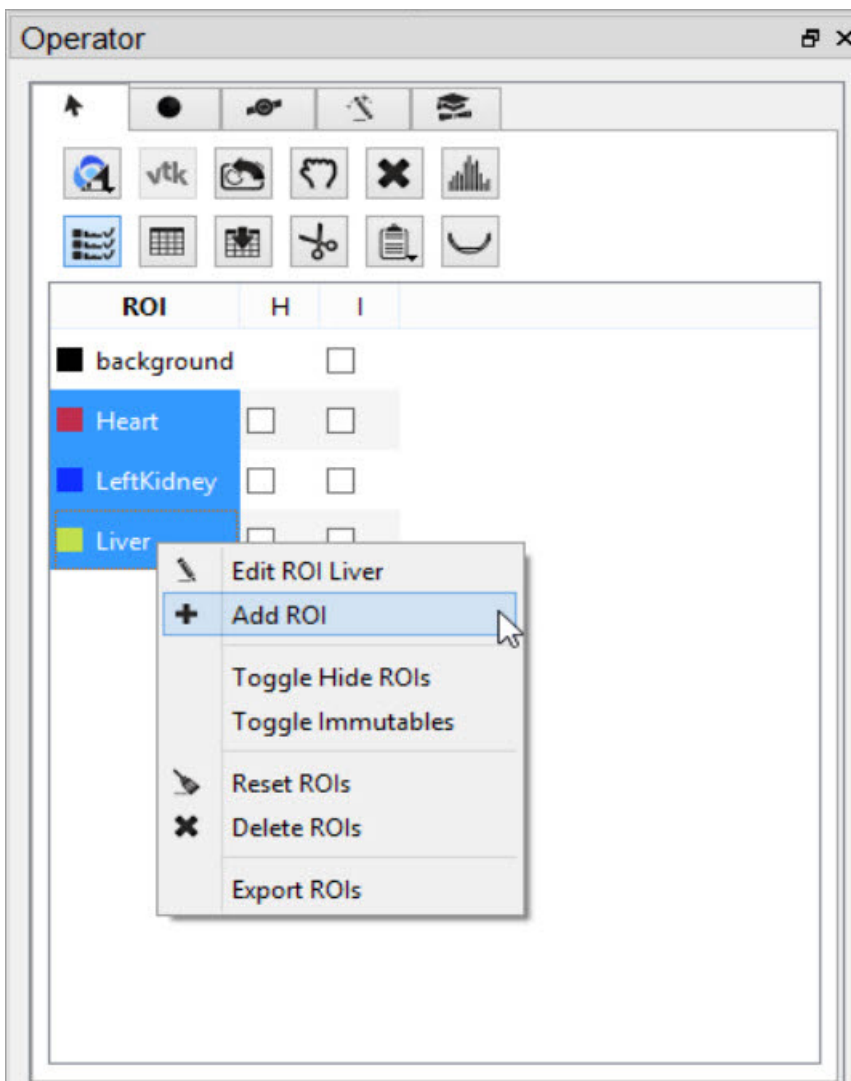 Operator
vtk
ROI H I
background
Heart
LeftKidney
Liver
Edit ROI Liver
Add ROI
Toggle Hide ROIs
Toggle Immutables
Reset ROIs
Delete ROIs
Export ROIs